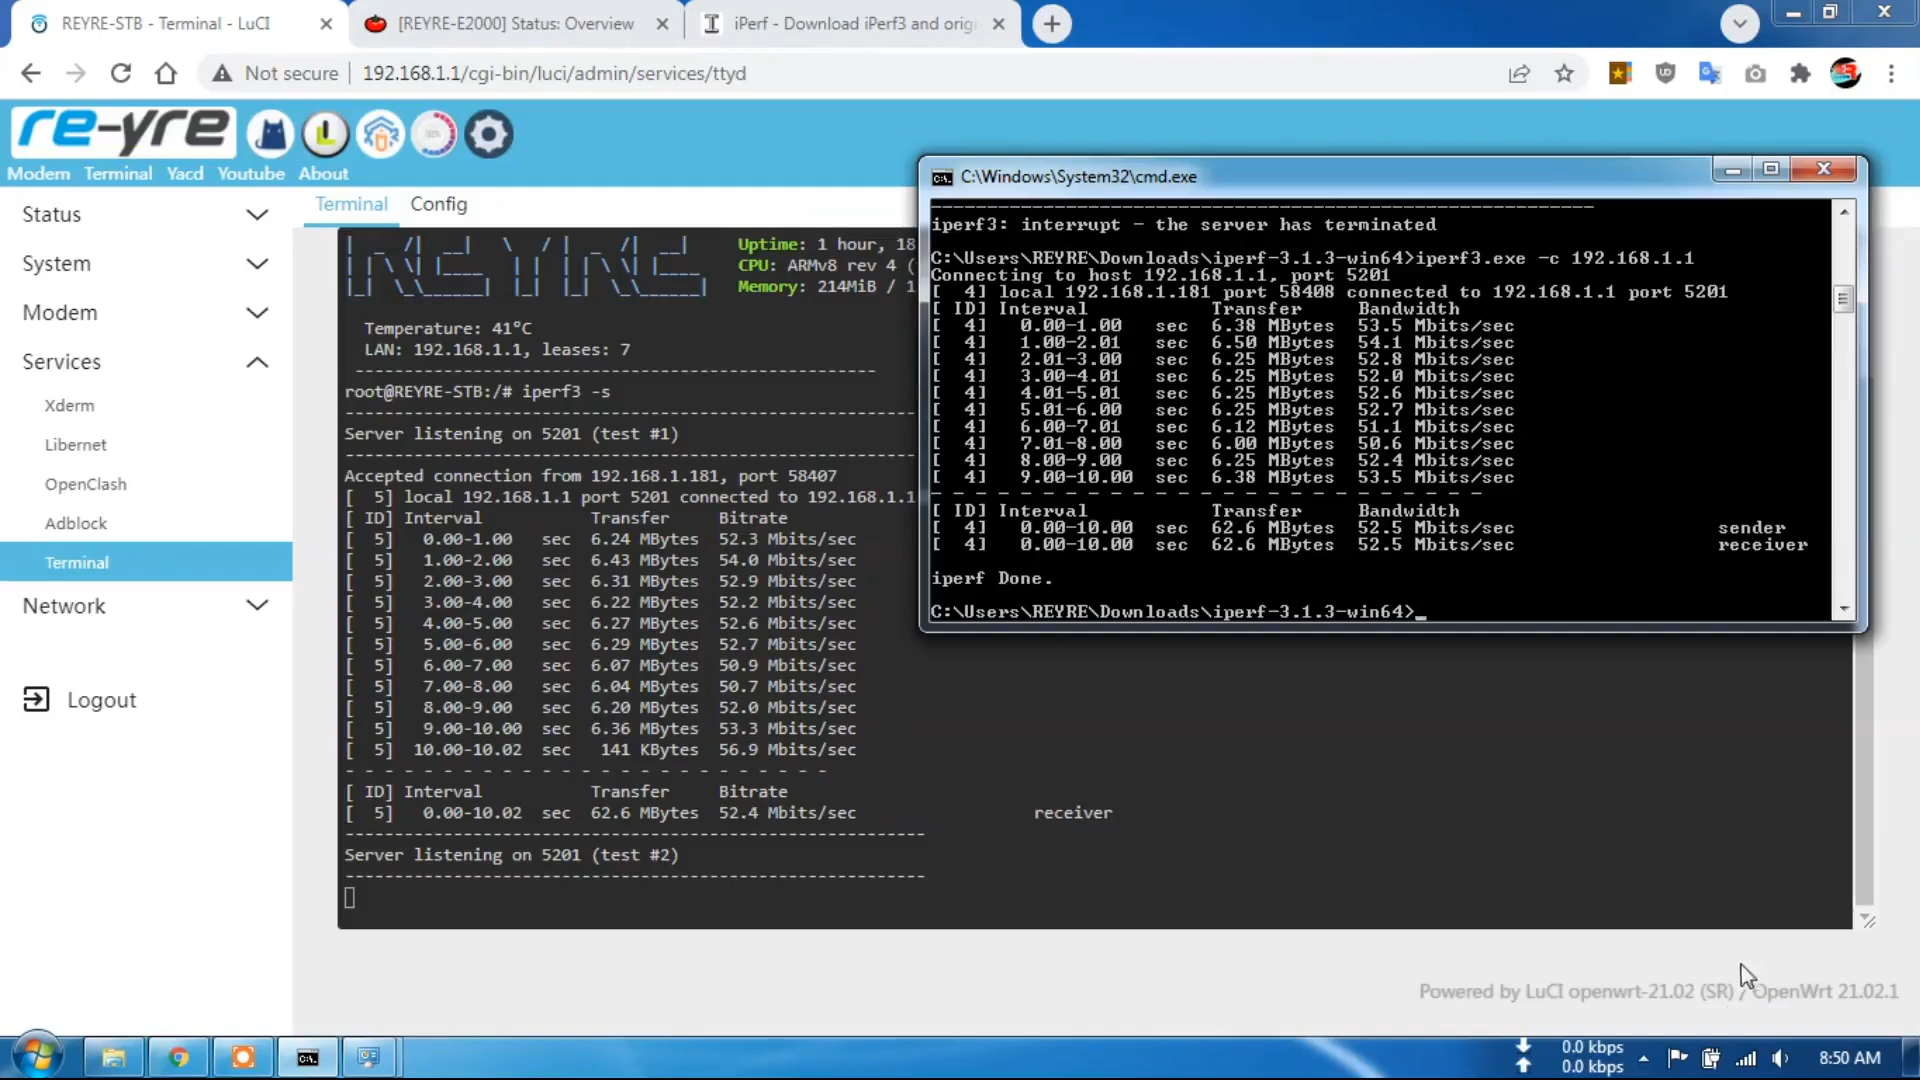 REYRE-STB - Terminal - LuCI
[REYRE-E2000] Status: Overview
iPerf - Download iPerf3 and orig
Not secure
192.168.1.1/cgi-bin/luci/admin/services/ttyd
re-yre
Modem Terminal Yacd Youtube About
Status
System
Modem
Services
Xderm
Libernet
OpenClash
Adblock
Terminal
Network
Logout
Terminal Config
REYRE
Uptime: 1 hour, 18
CPU: ARMv8 rev 4 (
Memory: 214MiB / 1
Temperature: 41°C
LAN: 192.168.1.1, leases: 7
-----------------------------------------------------
root@REYRE-STB:/# iperf3 -s
-----------------------------------------------------------
Server listening on 5201 (test #1)
-----------------------------------------------------------
Accepted connection from 192.168.1.181, port 58407
[  5] local 192.168.1.1 port 5201 connected to 192.168.1.1
[ ID] Interval           Transfer     Bitrate
[  5]   0.00-1.00   sec  6.24 MBytes  52.3 Mbits/sec
[  5]   1.00-2.00   sec  6.43 MBytes  54.0 Mbits/sec
[  5]   2.00-3.00   sec  6.31 MBytes  52.9 Mbits/sec
[  5]   3.00-4.00   sec  6.22 MBytes  52.2 Mbits/sec
[  5]   4.00-5.00   sec  6.27 MBytes  52.6 Mbits/sec
[  5]   5.00-6.00   sec  6.29 MBytes  52.7 Mbits/sec
[  5]   6.00-7.00   sec  6.07 MBytes  50.9 Mbits/sec
[  5]   7.00-8.00   sec  6.04 MBytes  50.7 Mbits/sec
[  5]   8.00-9.00   sec  6.20 MBytes  52.0 Mbits/sec
[  5]   9.00-10.00  sec  6.36 MBytes  53.3 Mbits/sec
[  5]  10.00-10.02  sec   141 KBytes  56.9 Mbits/sec
- - - - - - - - - - - - - - - - - - - - - - - - -
[ ID] Interval           Transfer     Bitrate
[  5]   0.00-10.02  sec  62.6 MBytes  52.4 Mbits/sec                  receiver
-----------------------------------------------------------
Server listening on 5201 (test #2)
-----------------------------------------------------------
C:\Windows\System32\cmd.exe
-----------------------------------------------------------
iperf3: interrupt - the server has terminated
C:\Users\REYRE\Downloads\iperf-3.1.3-win64>iperf3.exe -c 192.168.1.1
Connecting to host 192.168.1.1, port 5201
[  4] local 192.168.1.181 port 58408 connected to 192.168.1.1 port 5201
[ ID] Interval           Transfer     Bandwidth
[  4]   0.00-1.00   sec  6.38 MBytes  53.5 Mbits/sec
[  4]   1.00-2.01   sec  6.50 MBytes  54.1 Mbits/sec
[  4]   2.01-3.00   sec  6.25 MBytes  52.8 Mbits/sec
[  4]   3.00-4.01   sec  6.25 MBytes  52.0 Mbits/sec
[  4]   4.01-5.01   sec  6.25 MBytes  52.6 Mbits/sec
[  4]   5.01-6.00   sec  6.25 MBytes  52.7 Mbits/sec
[  4]   6.00-7.01   sec  6.12 MBytes  51.1 Mbits/sec
[  4]   7.01-8.00   sec  6.00 MBytes  50.6 Mbits/sec
[  4]   8.00-9.00   sec  6.25 MBytes  52.4 Mbits/sec
[  4]   9.00-10.00  sec  6.38 MBytes  53.5 Mbits/sec
- - - - - - - - - - - - - - - - - - - - - - - - -
[ ID] Interval           Transfer     Bandwidth
[  4]   0.00-10.00  sec  62.6 MBytes  52.5 Mbits/sec                  sender
[  4]   0.00-10.00  sec  62.6 MBytes  52.5 Mbits/sec                  receiver
iperf Done.
C:\Users\REYRE\Downloads\iperf-3.1.3-win64>_
Powered by LuCI openwrt-21.02 (SR) / OpenWrt 21.02.1
0.0 kbps
0.0 kbps
8:50 AM